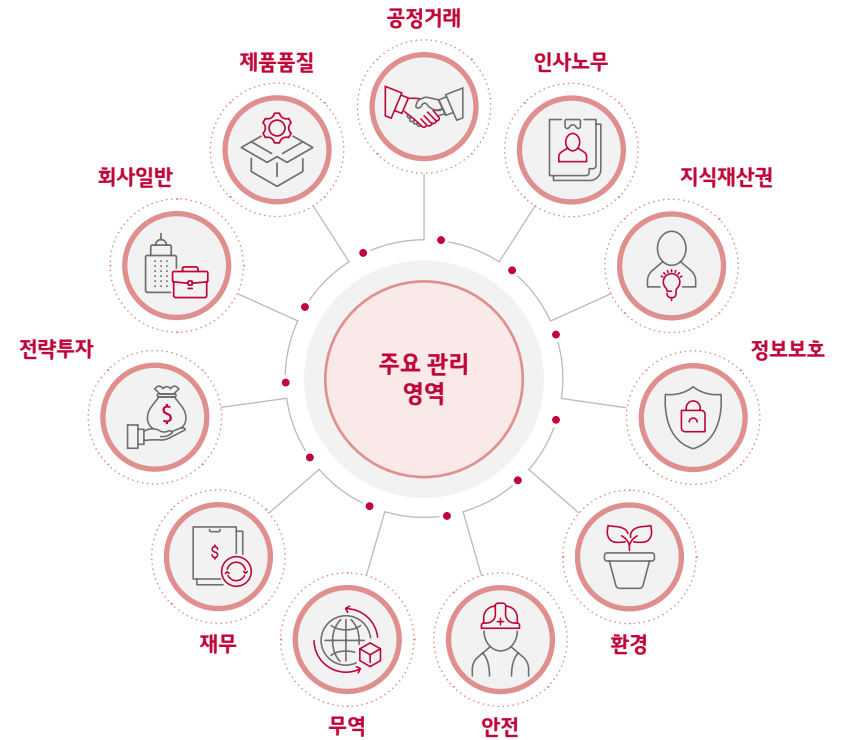 공정거래
제품품질
인사노무
회사일반
지식재산권
전략투자
정보보호
주요 관리
영역
$
$
재무
환경
무역
안전